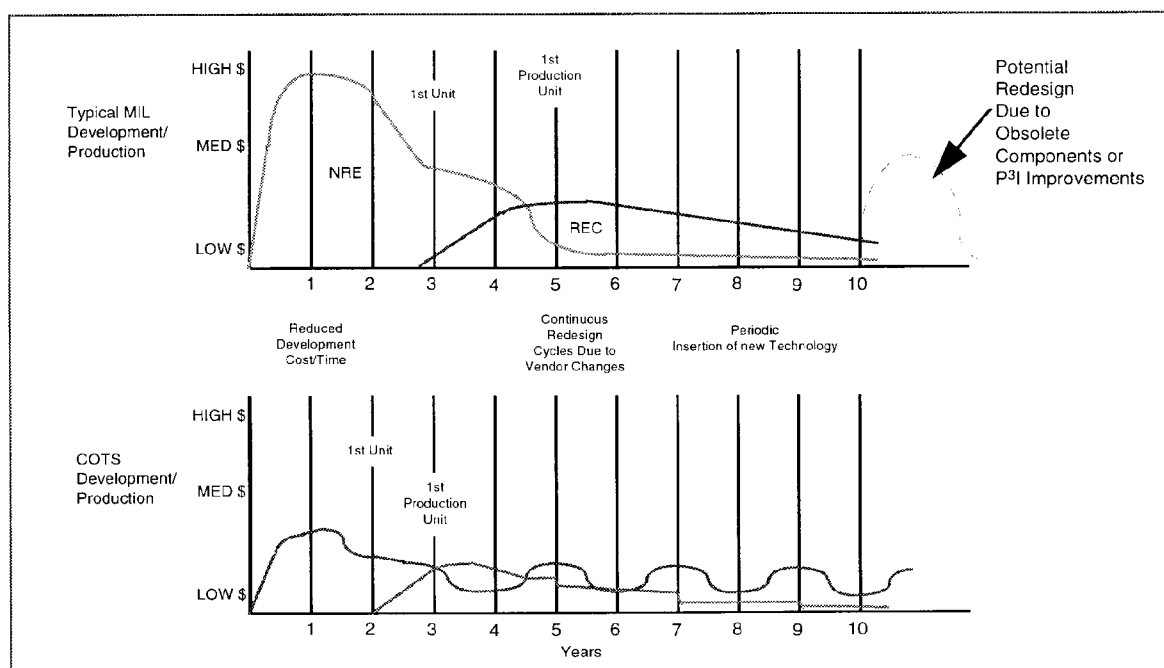 HIGH $
MED $
LOW $
Typical MIL
Development/
Production
NRE
1st Unit
1st
Production
Unit
REC
Potential
Redesign
Due to
Obsolete
Components or
P³I Improvements
1 2 3 4 5 6 7 8 9 10
Reduced
Development
Cost/Time
Continuous
Redesign
Cycles Due to
Vendor Changes
Periodic
Insertion of new Technology
HIGH $
MED $
LOW $
COTS
Development/
Production
1st Unit
1st
Production
Unit
1 2 3 4 5 6 7 8 9 10
Years